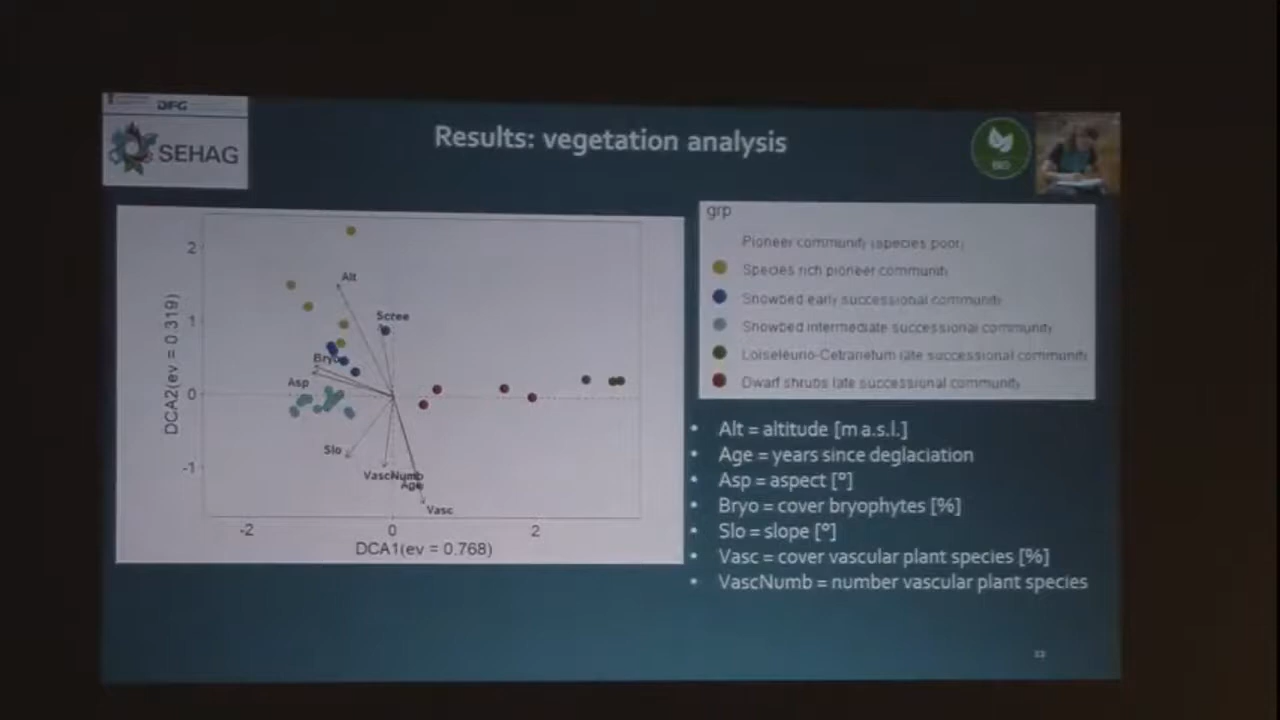 DFG
SEHAG
Results: vegetation analysis
BIO
2
1
0
-1
DCA2(ev = 0.319)
Alt
Scree
Bryo
Asp
Slo
VascNumb
Age
Vasc
-2
0
2
DCA1(ev = 0.768)
grp
Pioneer community (species poor)
Species rich pioneer community
Snowbed early successional community
Snowbed intermediate successional community
Loiseleurio-Cetrarietum late successional community
Dwarf shrubs late successional community
• Alt = altitude [m a.s.l.]
• Age = years since deglaciation
• Asp = aspect [°]
• Bryo = cover bryophytes [%]
• Slo = slope [°]
• Vasc = cover vascular plant species [%]
• VascNumb = number vascular plant species